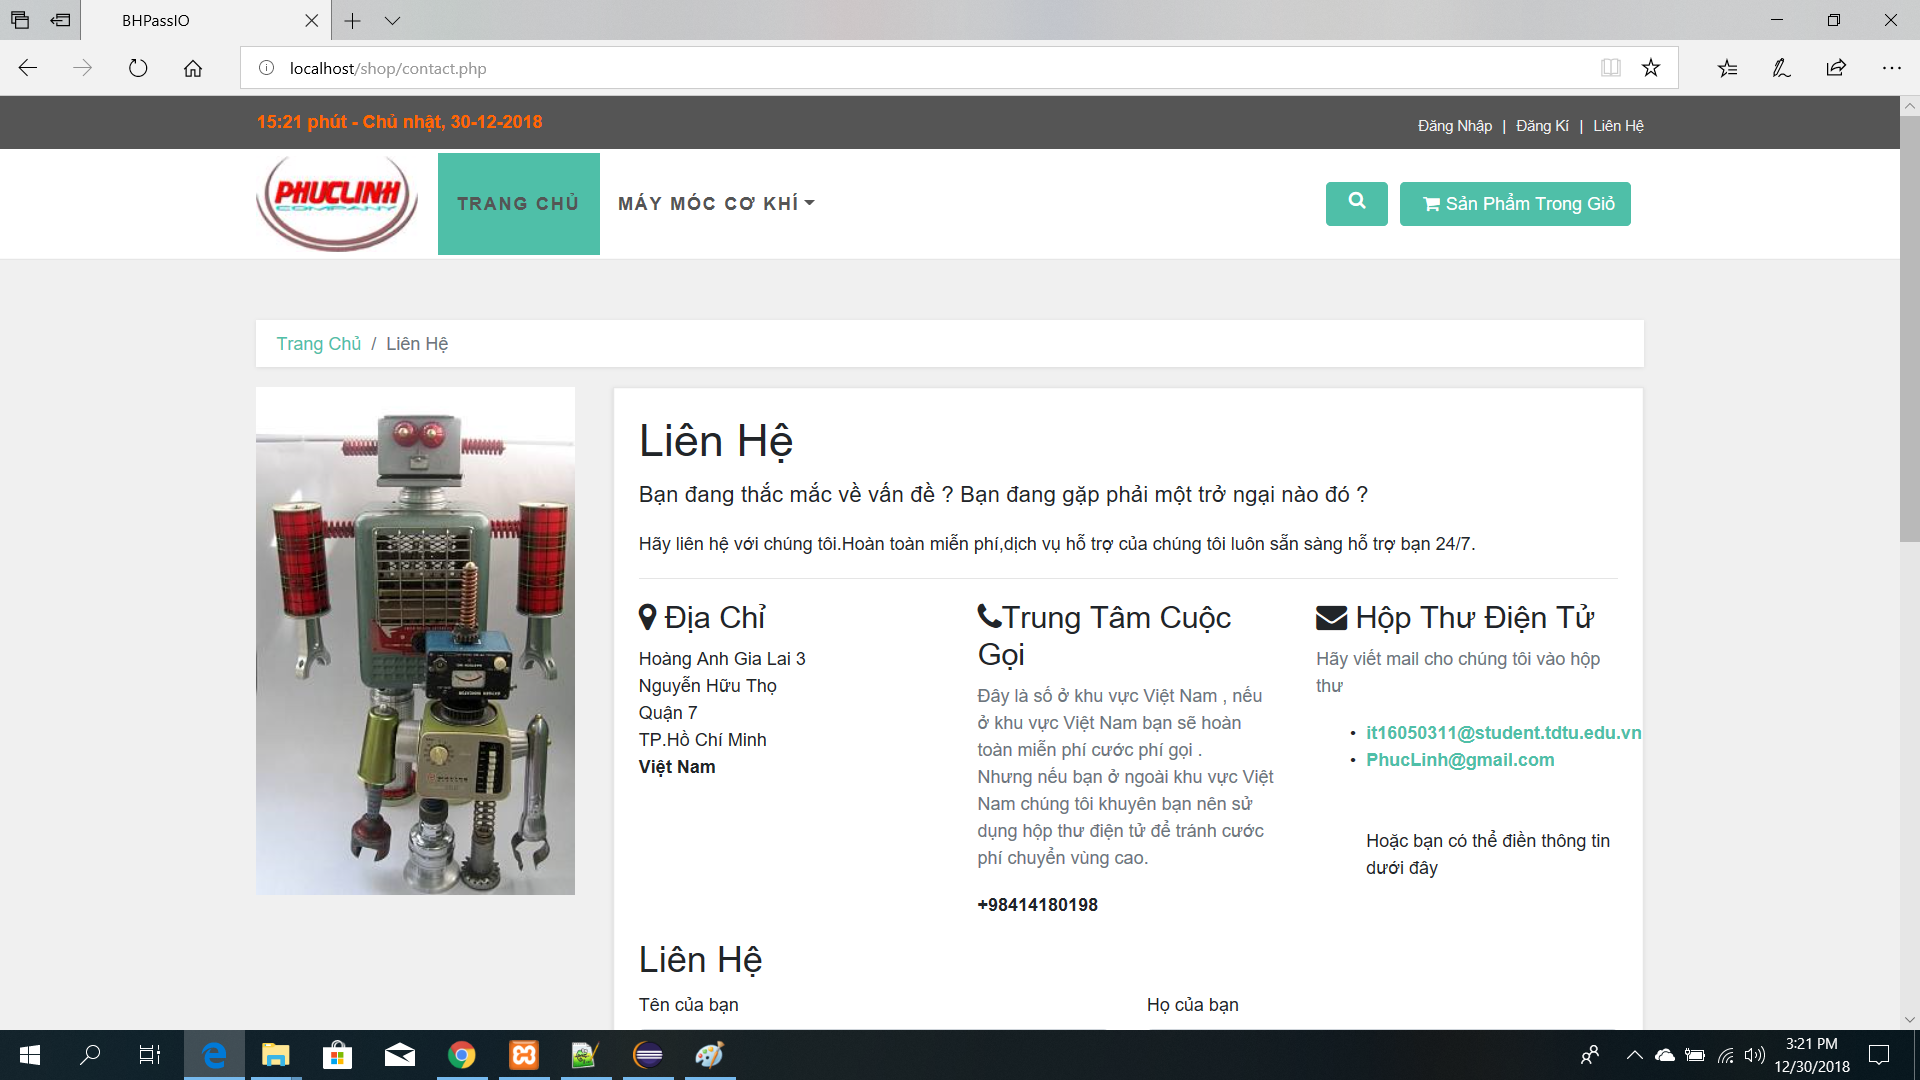 BHPassIO
localhost/shop/contact.php
15:21 phút - Chủ nhật, 30-12-2018
Đăng Nhập | Đăng Kí | Liên Hệ
PHUCLINH
COMPANY
TRANG CHỦ
MÁY MÓC CƠ KHÍ
Sản Phẩm Trong Giỏ
Trang Chủ / Liên Hệ
Liên Hệ
Bạn đang thắc mắc về vấn đề ? Bạn đang gặp phải một trở ngại nào đó ?
Hãy liên hệ với chúng tôi.Hoàn toàn miễn phí,dịch vụ hỗ trợ của chúng tôi luôn sẵn sàng hỗ trợ bạn 24/7.
Địa Chỉ
Hoàng Anh Gia Lai 3
Nguyễn Hữu Thọ
Quận 7
TP.Hồ Chí Minh
Việt Nam
Trung Tâm Cuộc
Gọi
Đây là số ở khu vực Việt Nam , nếu
ở khu vực Việt Nam bạn sẽ hoàn
toàn miễn phí cước phí gọi .
Nhưng nếu bạn ở ngoài khu vực Việt
Nam chúng tôi khuyên bạn nên sử
dụng hộp thư điện tử để tránh cước
phí chuyển vùng cao.
+98414180198
Hộp Thư Điện Tử
Hãy viết mail cho chúng tôi vào hộp
thư
• it16050311@student.tdtu.edu.vn
• PhucLinh@gmail.com
Hoặc bạn có thể điền thông tin
dưới đây
Liên Hệ
Tên của bạn
Họ của bạn
3:21 PM
12/30/2018